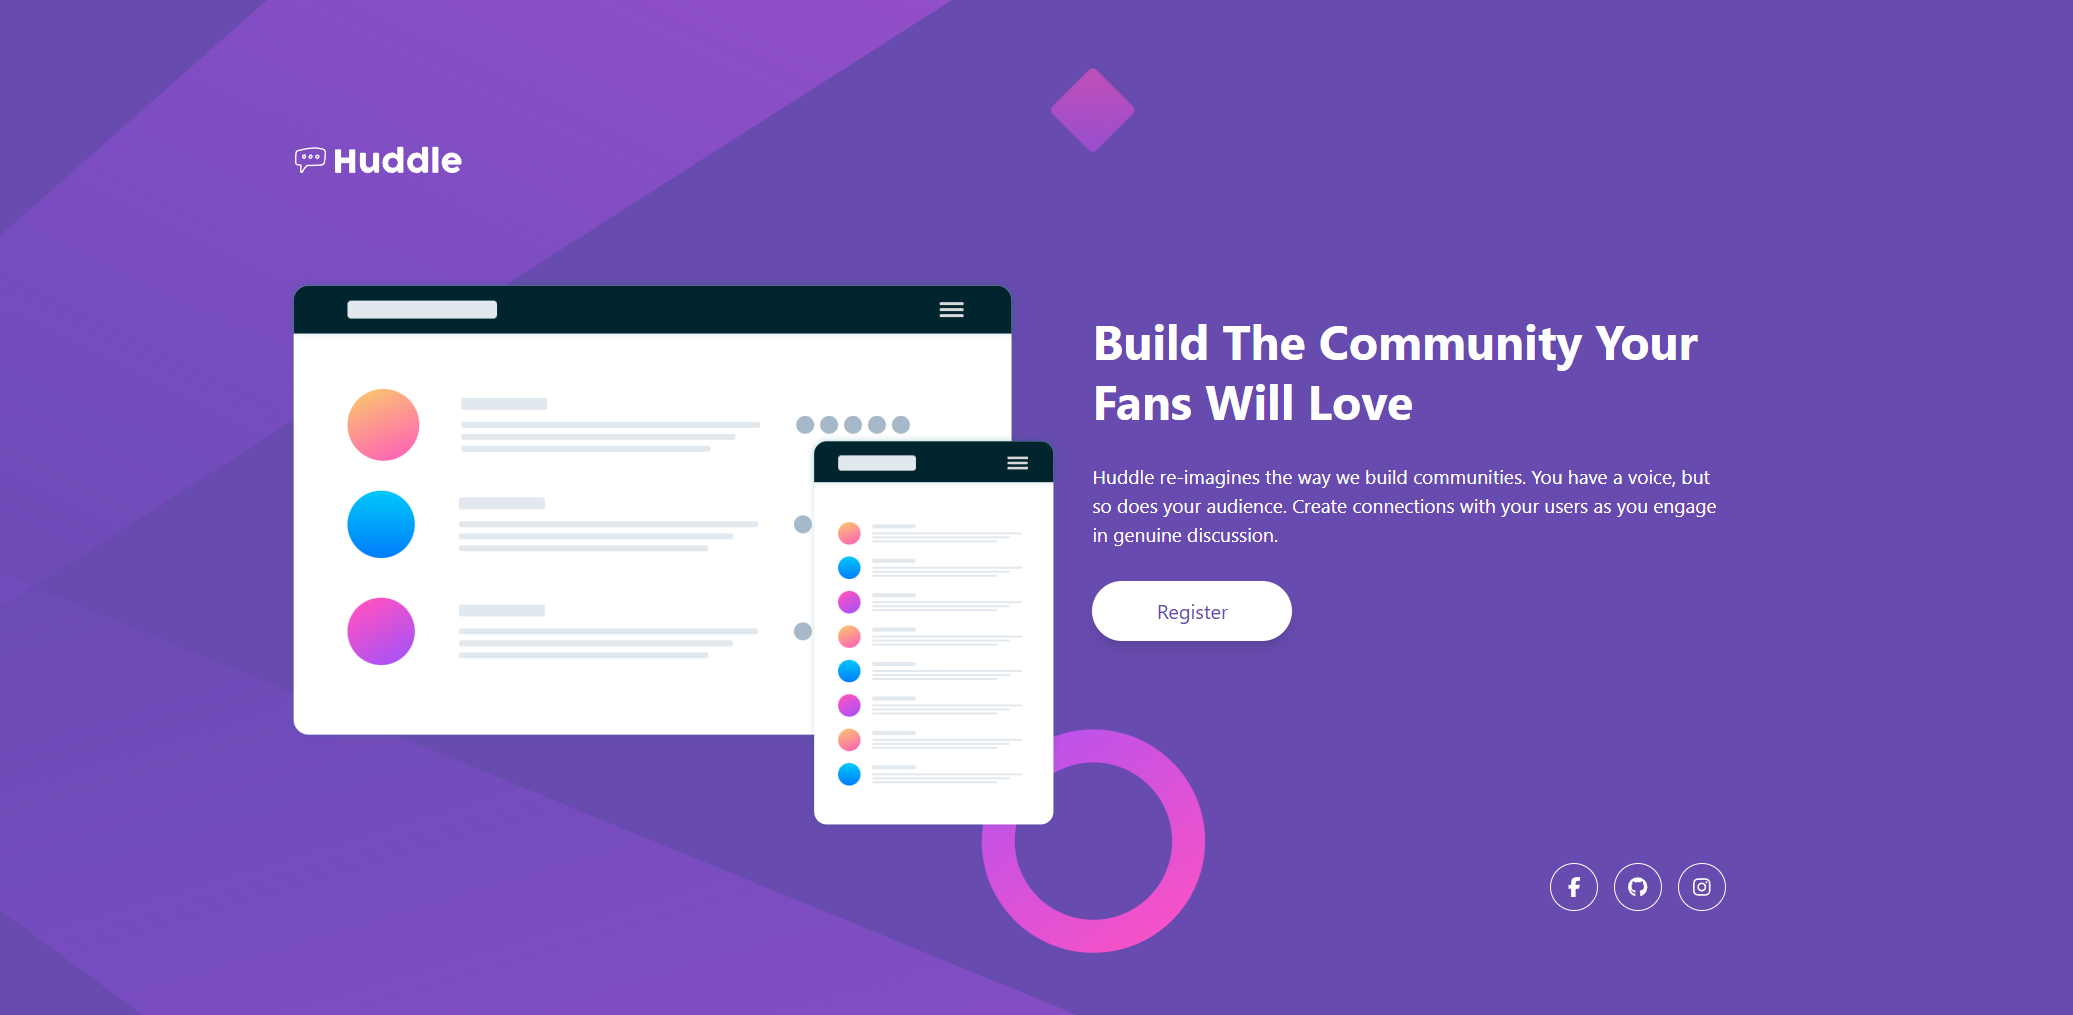 Huddle
Build The Community Your
Fans Will Love
Huddle re-imagines the way we build communities. You have a voice, but
so does your audience. Create connections with your users as you engage
in genuine discussion.
Register